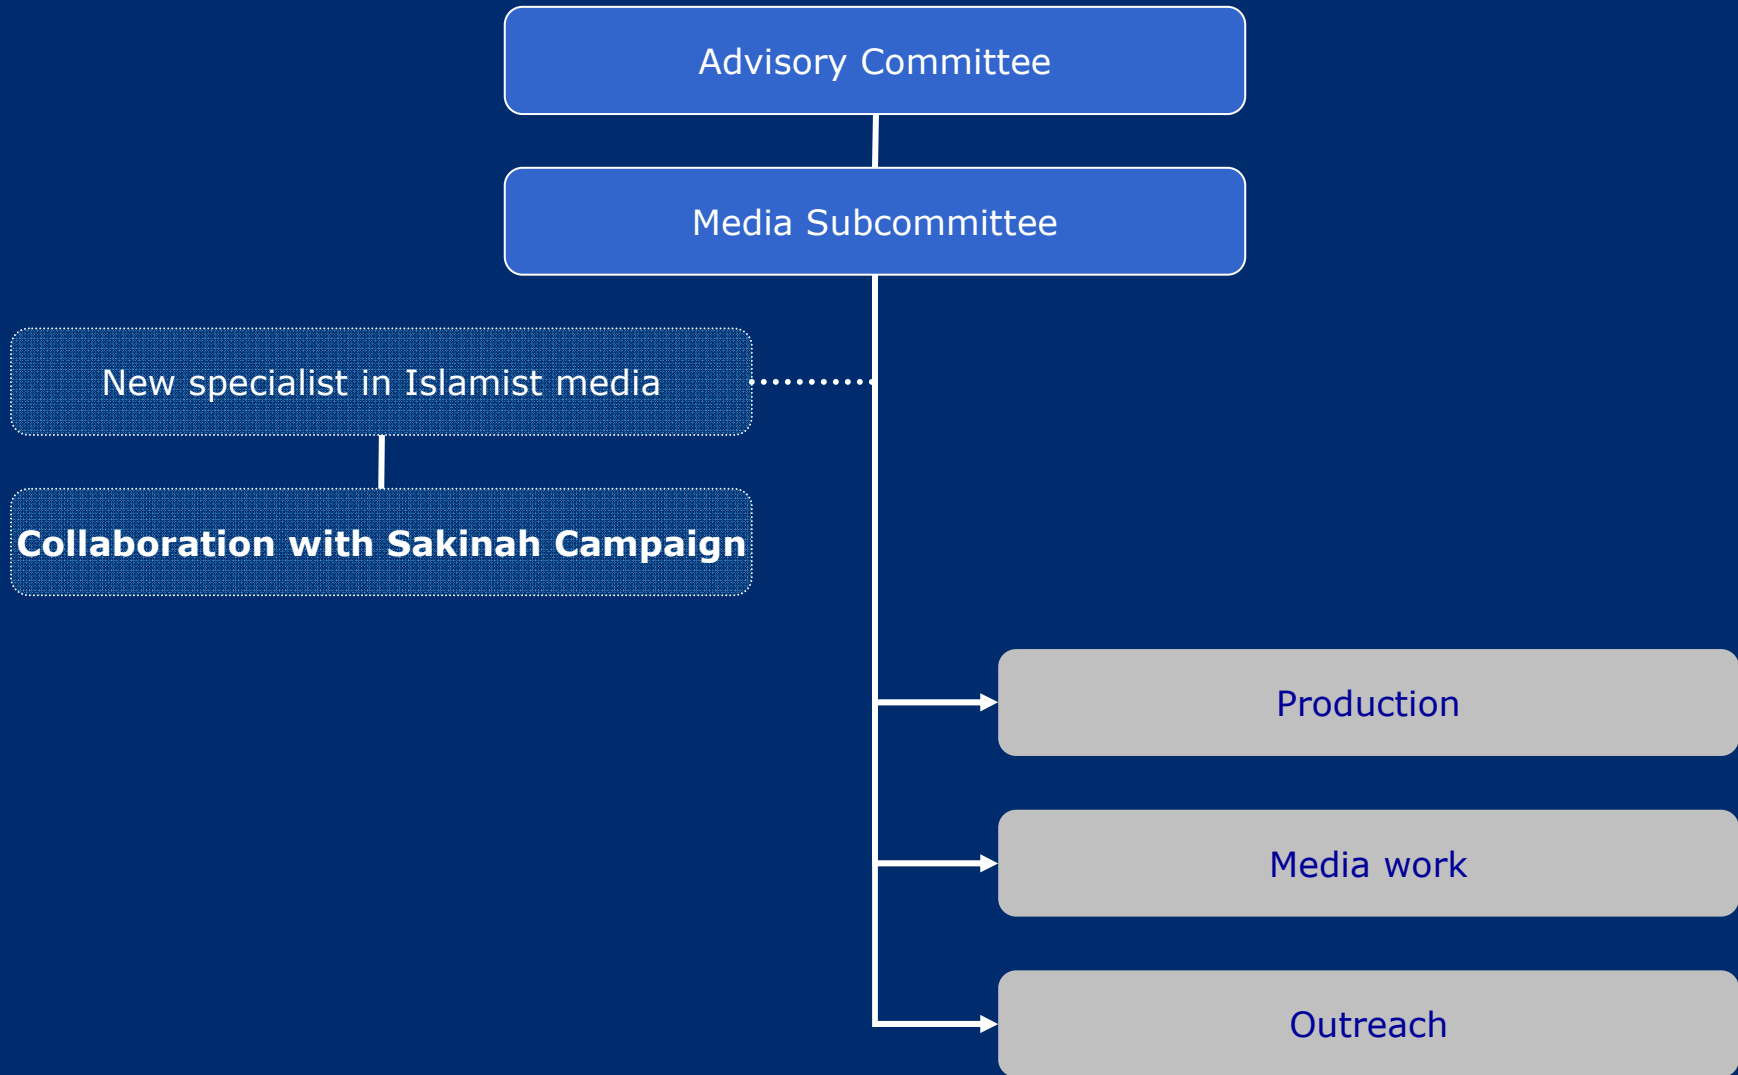 Advisory Committee
Media Subcommittee
New specialist in Islamist media
Collaboration with Sakinah Campaign
Production
Media work
Outreach